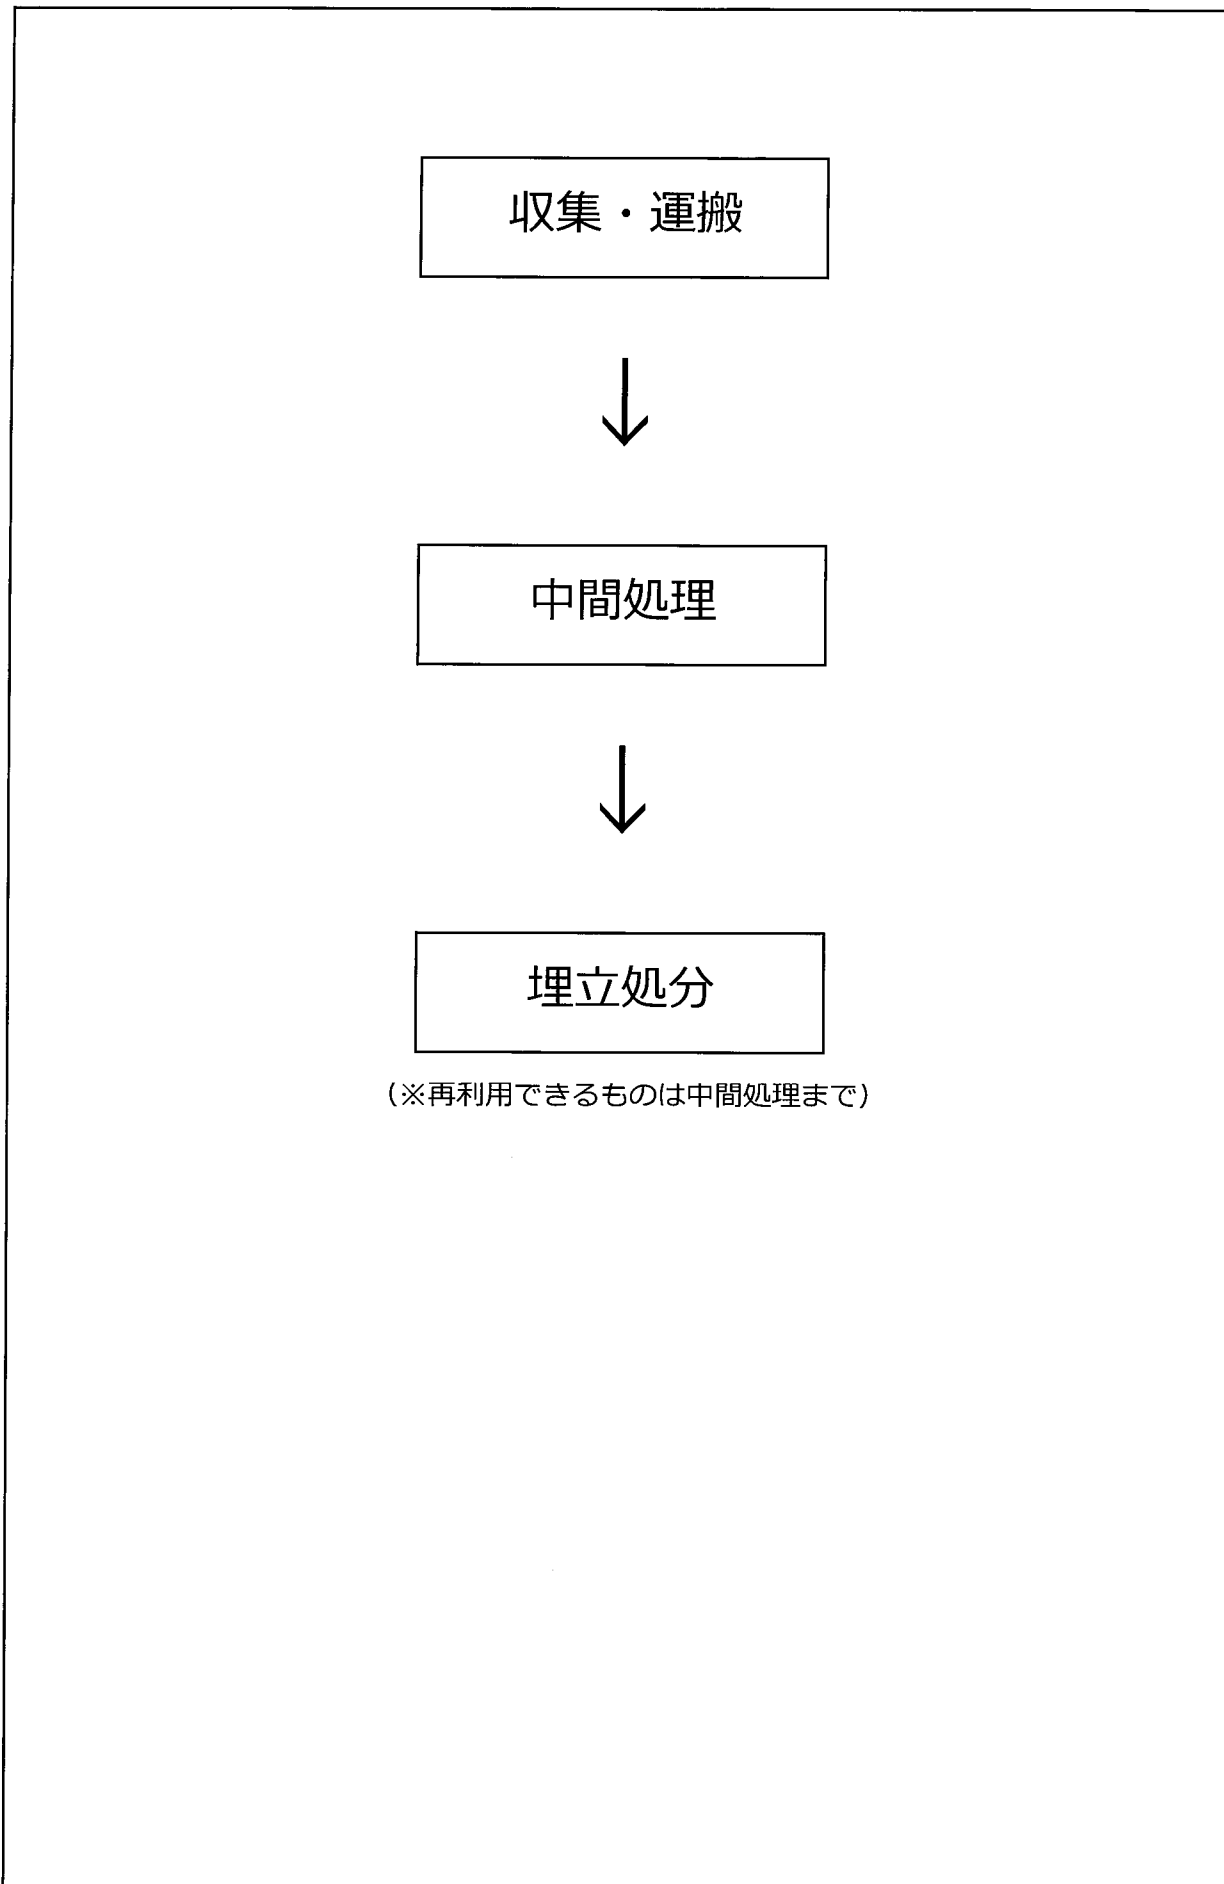 収集・運搬
↓
中間処理
↓
埋立処分
(※再利用できるものは中間処理まで)